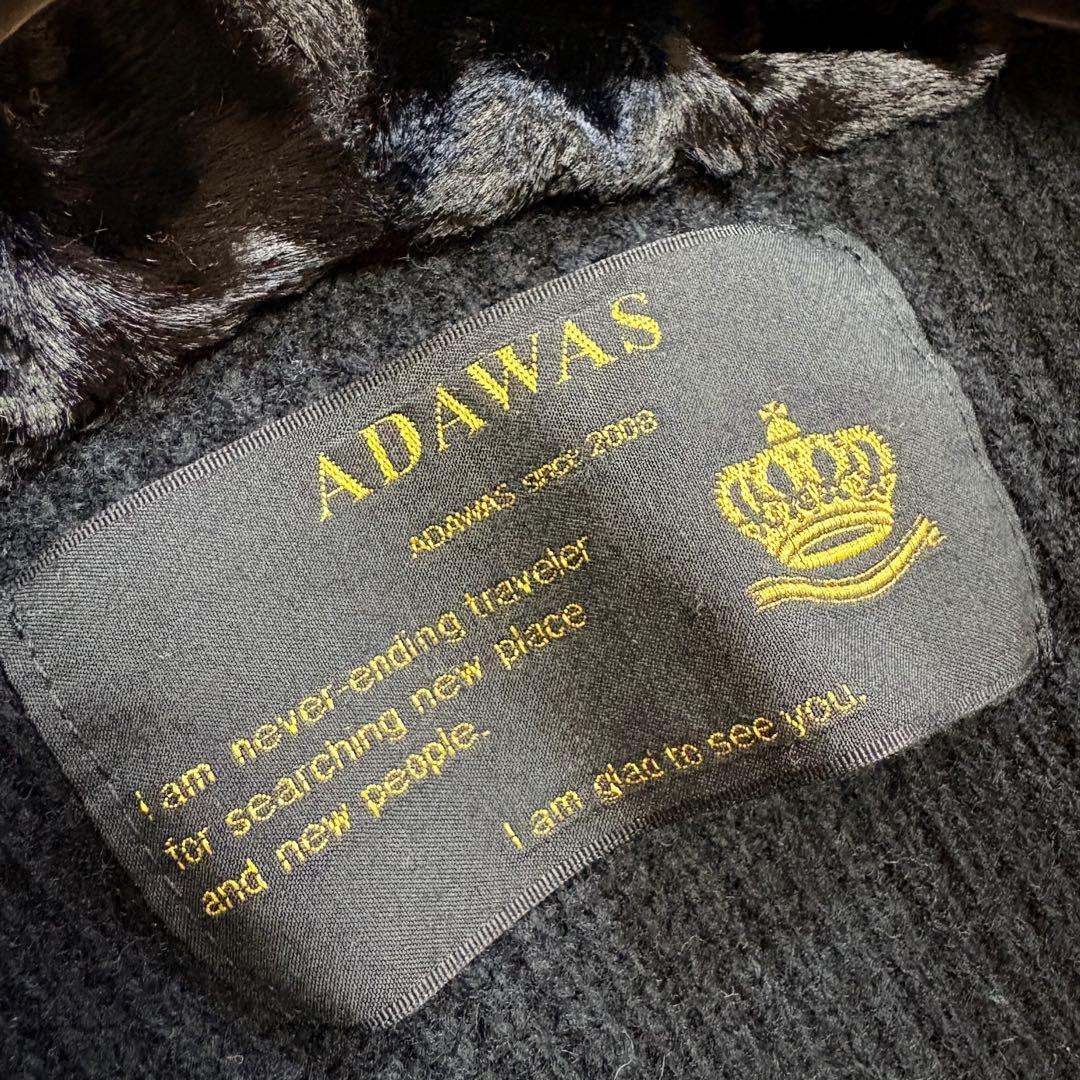 ADAWAS
ADAWAS since 2008
I am never-ending traveler
for searching new place
and new people.
I am glad to see you.